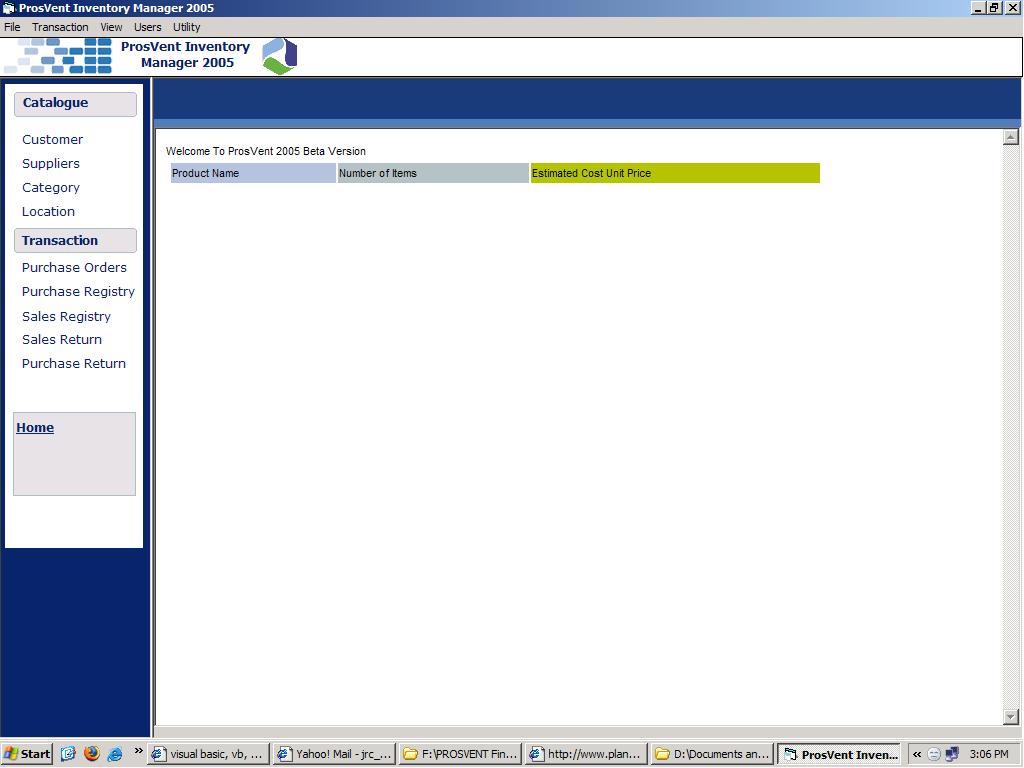 ProsVent Inventory Manager 2005
File Transaction View Users Utility
ProsVent Inventory
Manager 2005
Catalogue
Customer
Suppliers
Category
Location
Transaction
Purchase Orders
Purchase Registry
Sales Registry
Sales Return
Purchase Return
Home
Welcome To ProsVent 2005 Beta Version
Product Name Number of Items Estimated Cost Unit Price
Start » visual basic, vb, ... Yahoo! Mail - jrc_... F:\PROSVENT Fin... http://www.plan... D:\Documents an... ProsVent Inven... « 3:06 PM